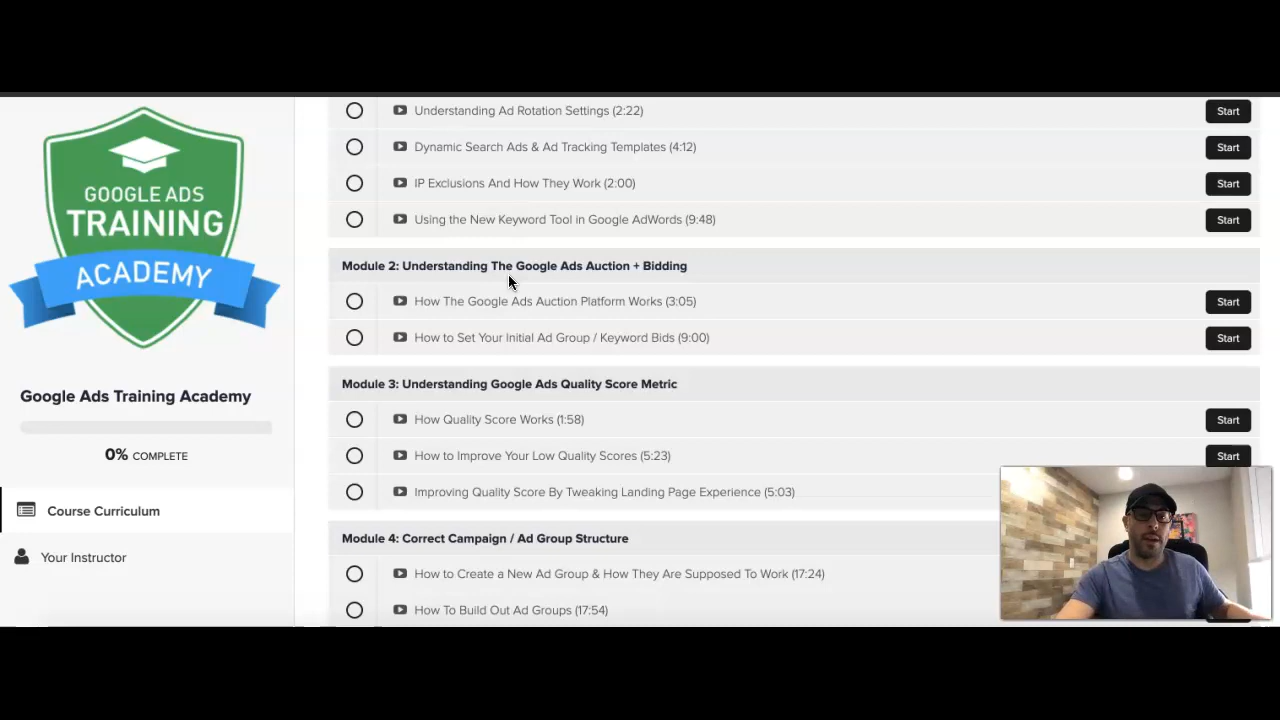 GOOGLE ADS
TRAINING
ACADEMY
Google Ads Training Academy
0% COMPLETE
Course Curriculum
Your Instructor
Understanding Ad Rotation Settings (2:22)
Start
Dynamic Search Ads & Ad Tracking Templates (4:12)
Start
IP Exclusions And How They Work (2:00)
Start
Using the New Keyword Tool in Google AdWords (9:48)
Start
Module 2: Understanding The Google Ads Auction + Bidding
How The Google Ads Auction Platform Works (3:05)
Start
How to Set Your Initial Ad Group / Keyword Bids (9:00)
Start
Module 3: Understanding Google Ads Quality Score Metric
How Quality Score Works (1:58)
Start
How to Improve Your Low Quality Scores (5:23)
Start
Improving Quality Score By Tweaking Landing Page Experience (5:03)
Module 4: Correct Campaign / Ad Group Structure
How to Create a New Ad Group & How They Are Supposed To Work (17:24)
How To Build Out Ad Groups (17:54)